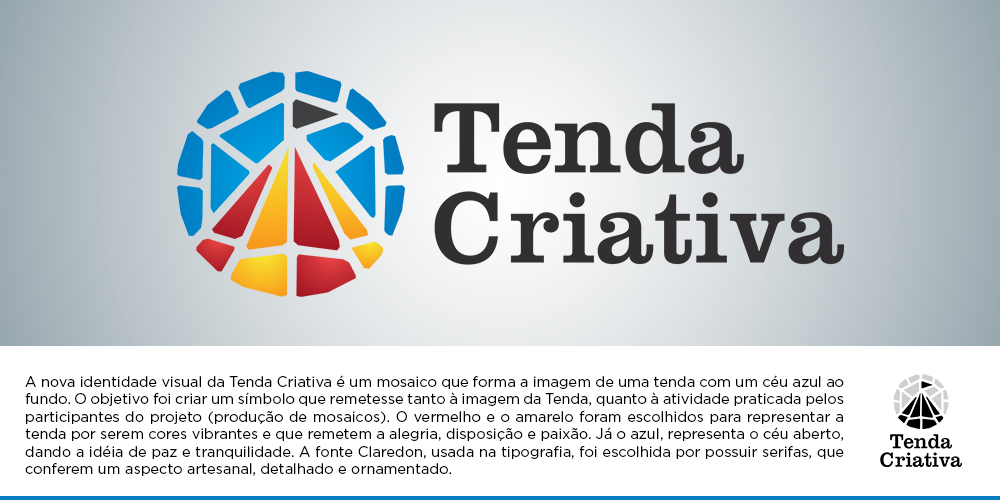 Tenda
Criativa
A nova identidade visual da Tenda Criativa é um mosaico que forma a imagem de uma tenda com um céu azul ao
fundo. O objetivo foi criar um símbolo que remetesse tanto à imagem da Tenda, quanto à atividade praticada pelos
participantes do projeto (produção de mosaicos). O vermelho e o amarelo foram escolhidos para representar a
tenda por serem cores vibrantes e que remetem a alegria, disposição e paixão. Já o azul, representa o céu aberto,
dando a idéia de paz e tranquilidade. A fonte Claredon, usada na tipografia, foi escolhida por possuir serifas, que
conferem um aspecto artesanal, detalhado e ornamentado.
Tenda
Criativa